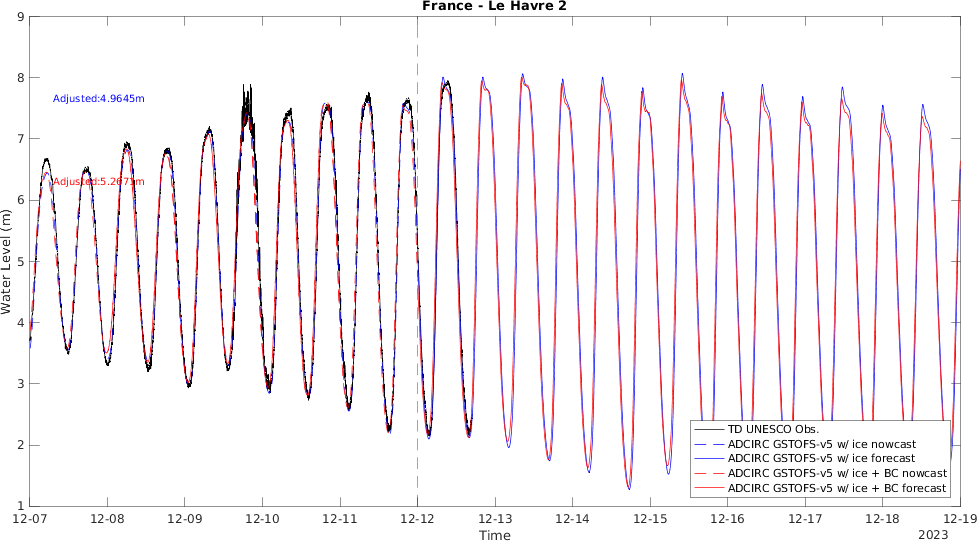 France - Le Havre 2
Water Level (m)
9
8
7
6
5
4
3
2
1
Adjusted:4.9645m
Adjusted:5.2671m
TD UNESCO Obs.
ADCIRC GSTOFS-v5 w/ ice nowcast
ADCIRC GSTOFS-v5 w/ ice forecast
ADCIRC GSTOFS-v5 w/ ice + BC nowcast
ADCIRC GSTOFS-v5 w/ ice + BC forecast
12-07 12-08 12-09 12-10 12-11 12-12 12-13 12-14 12-15 12-16 12-17 12-18 12-19
Time
2023